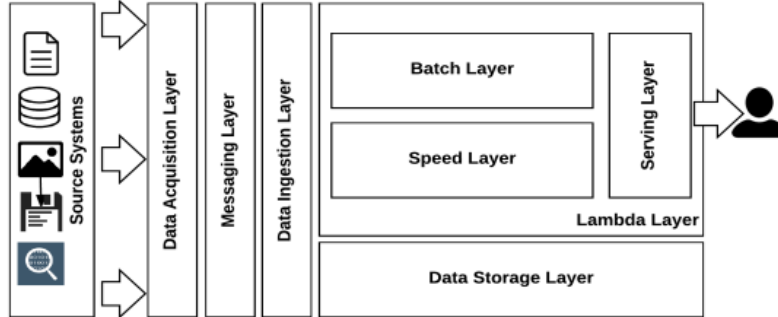 Source Systems
Data Acquisition Layer
Messaging Layer
Data Ingestion Layer
Batch Layer
Speed Layer
Serving Layer
Lambda Layer
Data Storage Layer